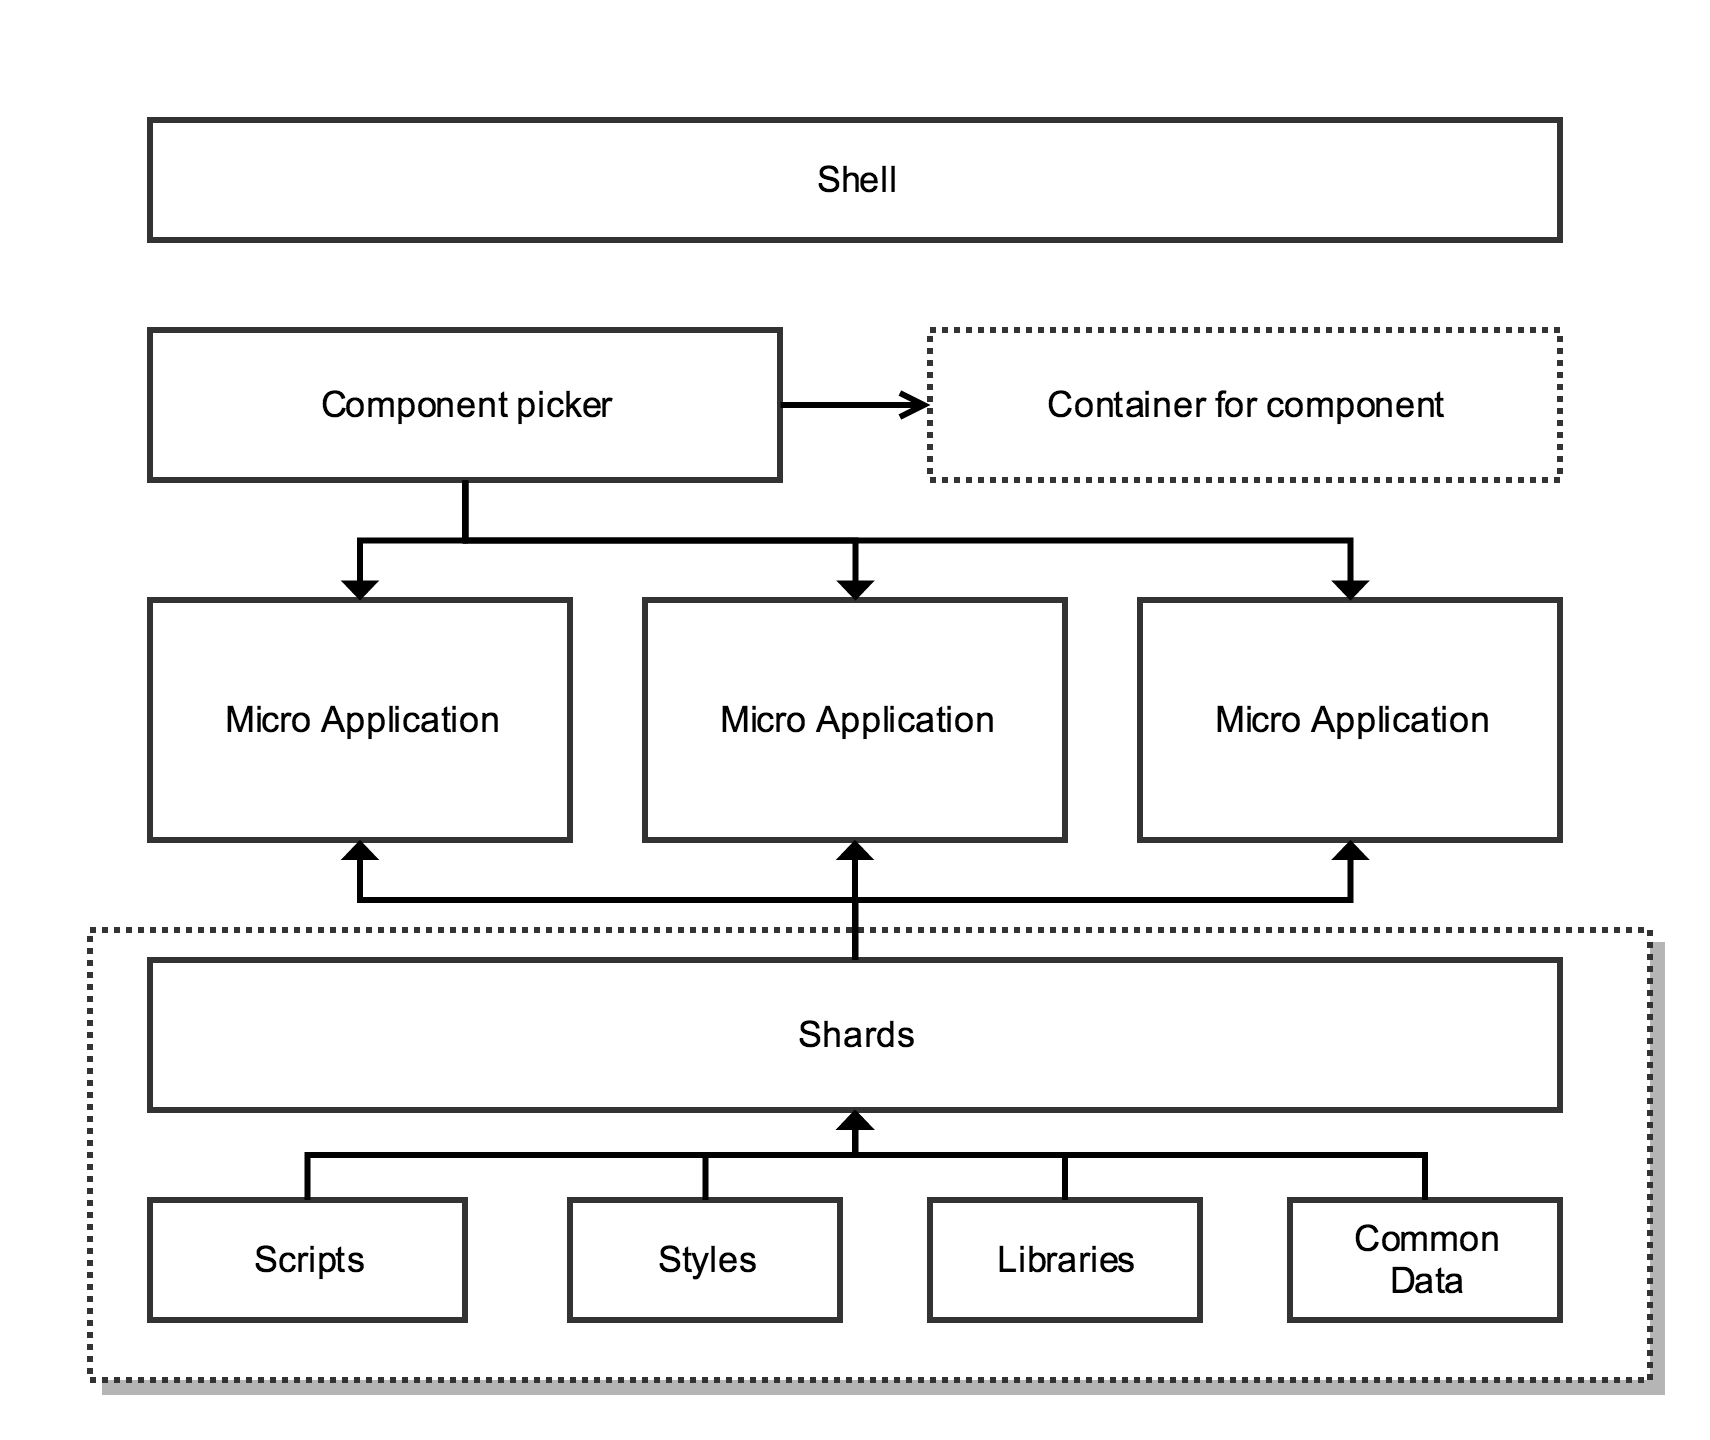 Shell
Component picker
Container for component
Micro Application
Micro Application
Micro Application
Shards
Scripts
Styles
Libraries
Common
Data